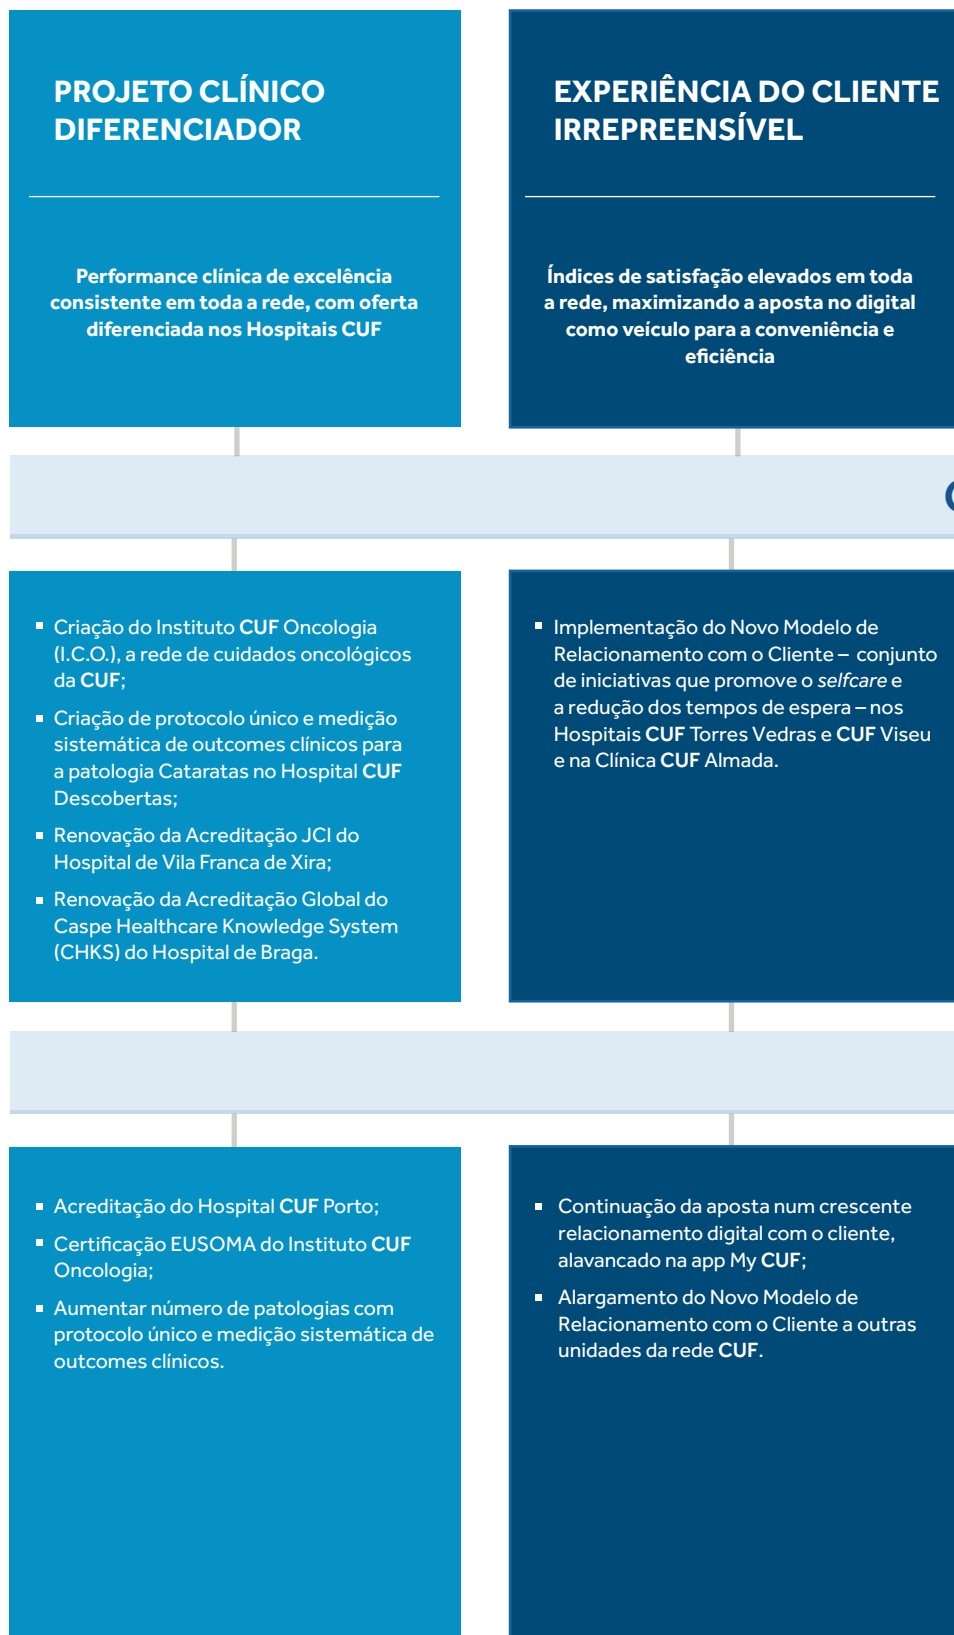 PROJETO CLÍNICO
DIFERENCIADOR
Performance clínica de excelência
consistente em toda a rede, com oferta
diferenciada nos Hospitais CUF
EXPERIÊNCIA DO CLIENTE
IRREPREENSÍVEL
Índices de satisfação elevados em toda
a rede, maximizando a aposta no digital
como veículo para a conveniência e
eficiência
Criação do Instituto CUF Oncologia
(I.C.O.), a rede de cuidados oncológicos
da CUF;
Criação de protocolo único e medição
sistemática de outcomes clínicos para
a patologia Cataratas no Hospital CUF
Descobertas;
Renovação da Acreditação JCI do
Hospital de Vila Franca de Xira;
Renovação da Acreditação Global do
Caspe Healthcare Knowledge System
(CHKS) do Hospital de Braga.
Implementação do Novo Modelo de
Relacionamento com o Cliente – conjunto
de iniciativas que promove o selfcare e
a redução dos tempos de espera – nos
Hospitais CUF Torres Vedras e CUF Viseu
e na Clínica CUF Almada.
Acreditação do Hospital CUF Porto;
Certificação EUSOMA do Instituto CUF
Oncologia;
Aumentar número de patologias com
protocolo único e medição sistemática de
outcomes clínicos.
Continuação da aposta num crescente
relacionamento digital com o cliente,
alavancado na app My CUF;
Alargamento do Novo Modelo de
Relacionamento com o Cliente a outras
unidades da rede CUF.